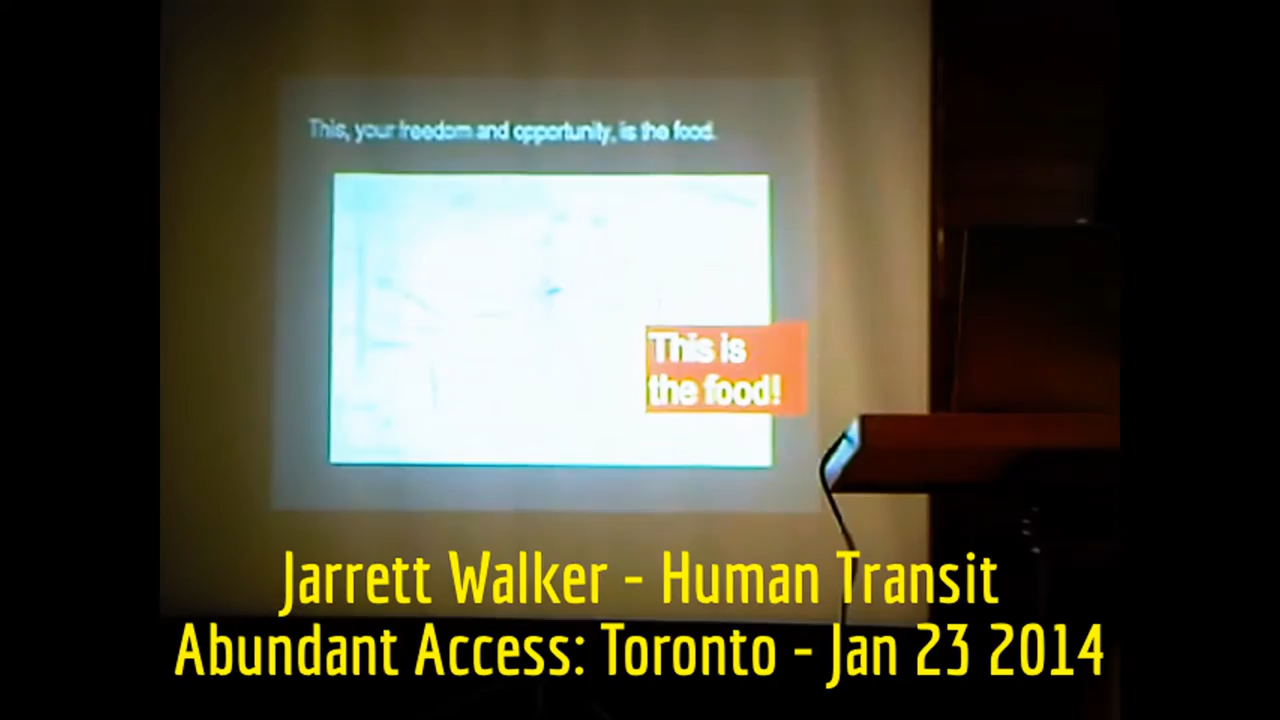 This, your freedom and opportunity, is the food.
This is
the food!
Jarrett Walker - Human Transit
Abundant Access: Toronto - Jan 23 2014